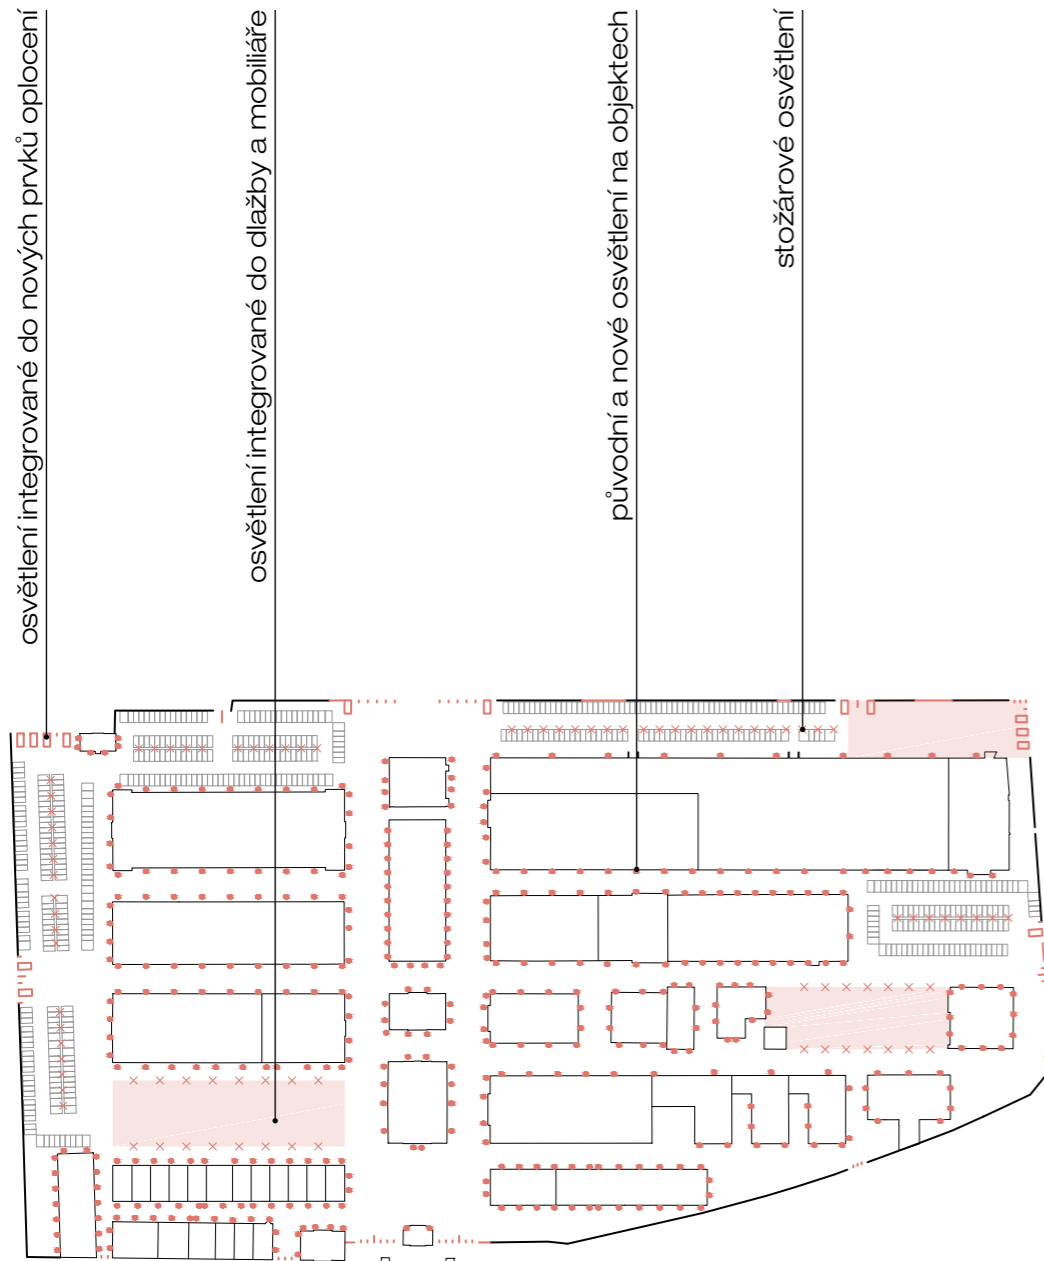 osvětlení integrované do nových prvků oplocení
osvětlení integrované do dlažby a mobiliáře
původní a nové osvětlení na objektech
stožárové osvětlení